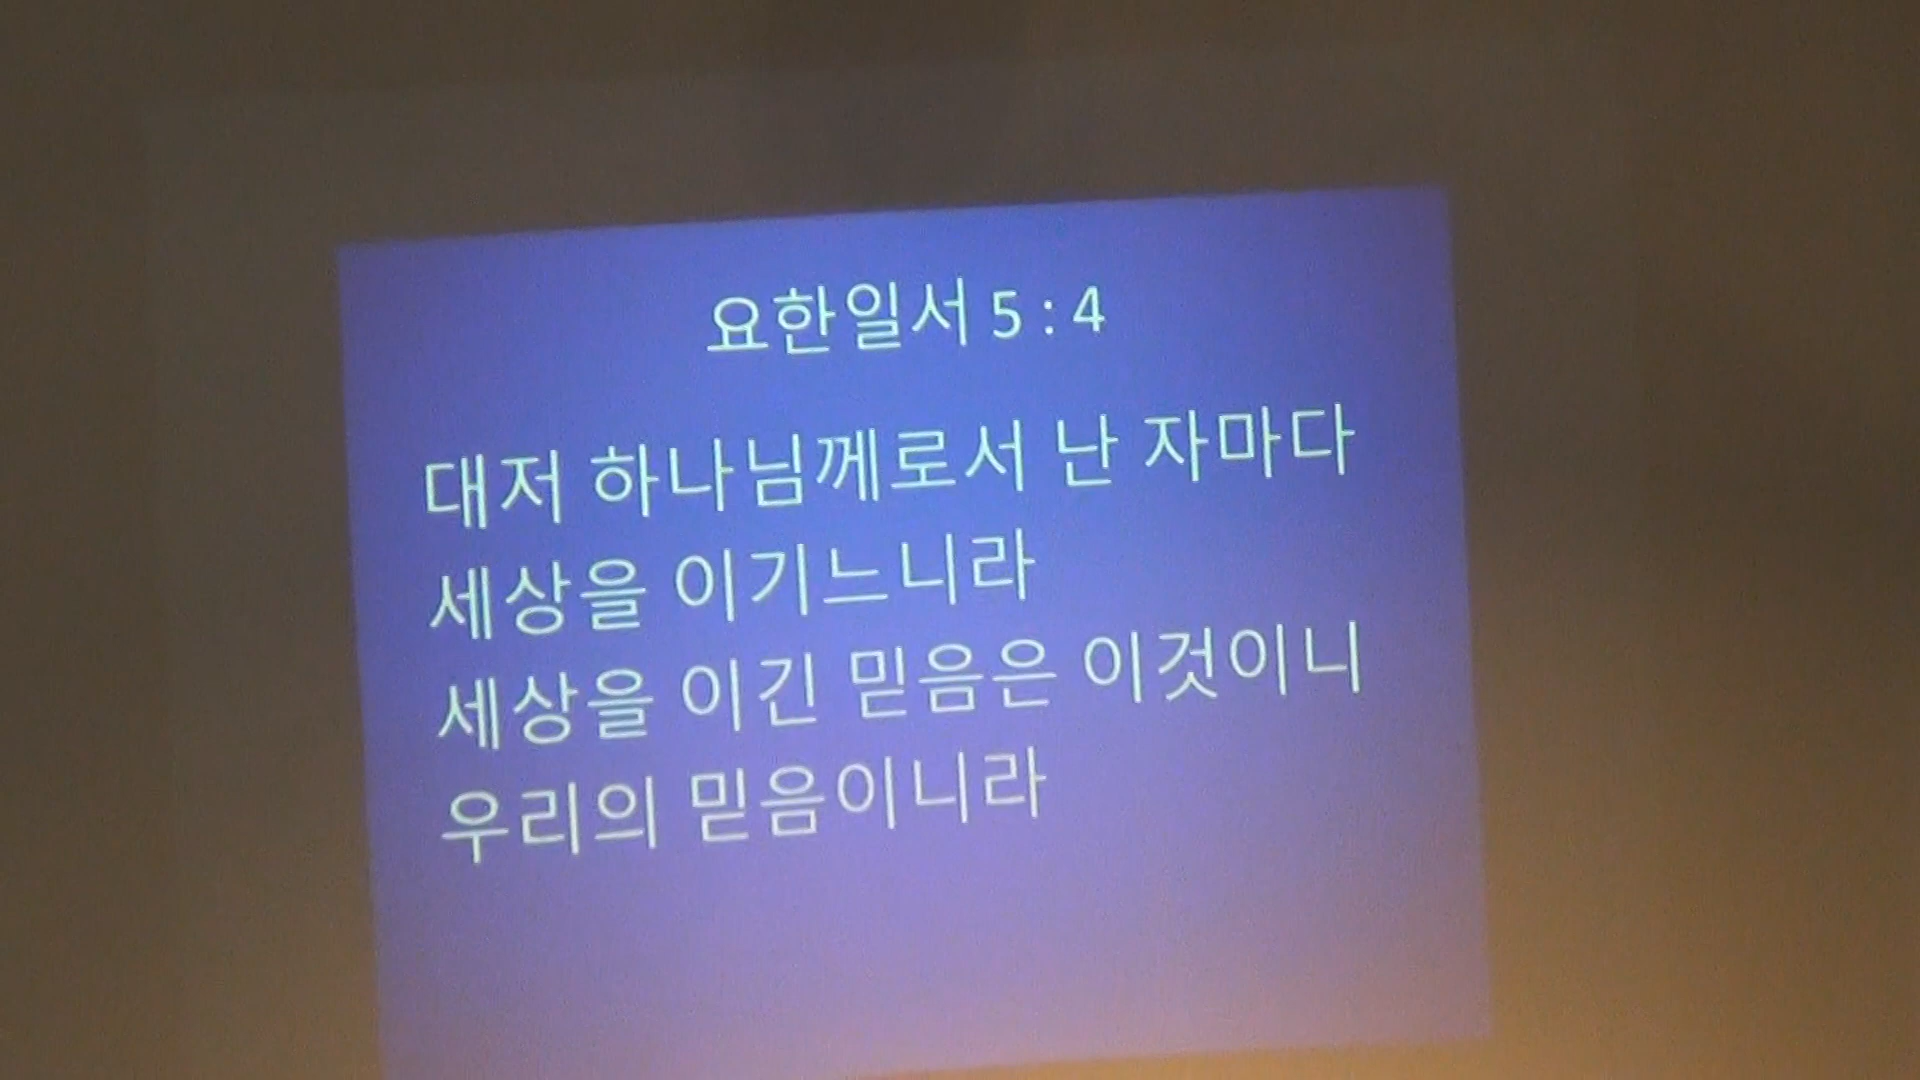 요한일서 5 : 4
대저 하나님께로서 난 자마다
세상을 이기느니라
세상을 이긴 믿음은 이것이니
우리의 믿음이니라